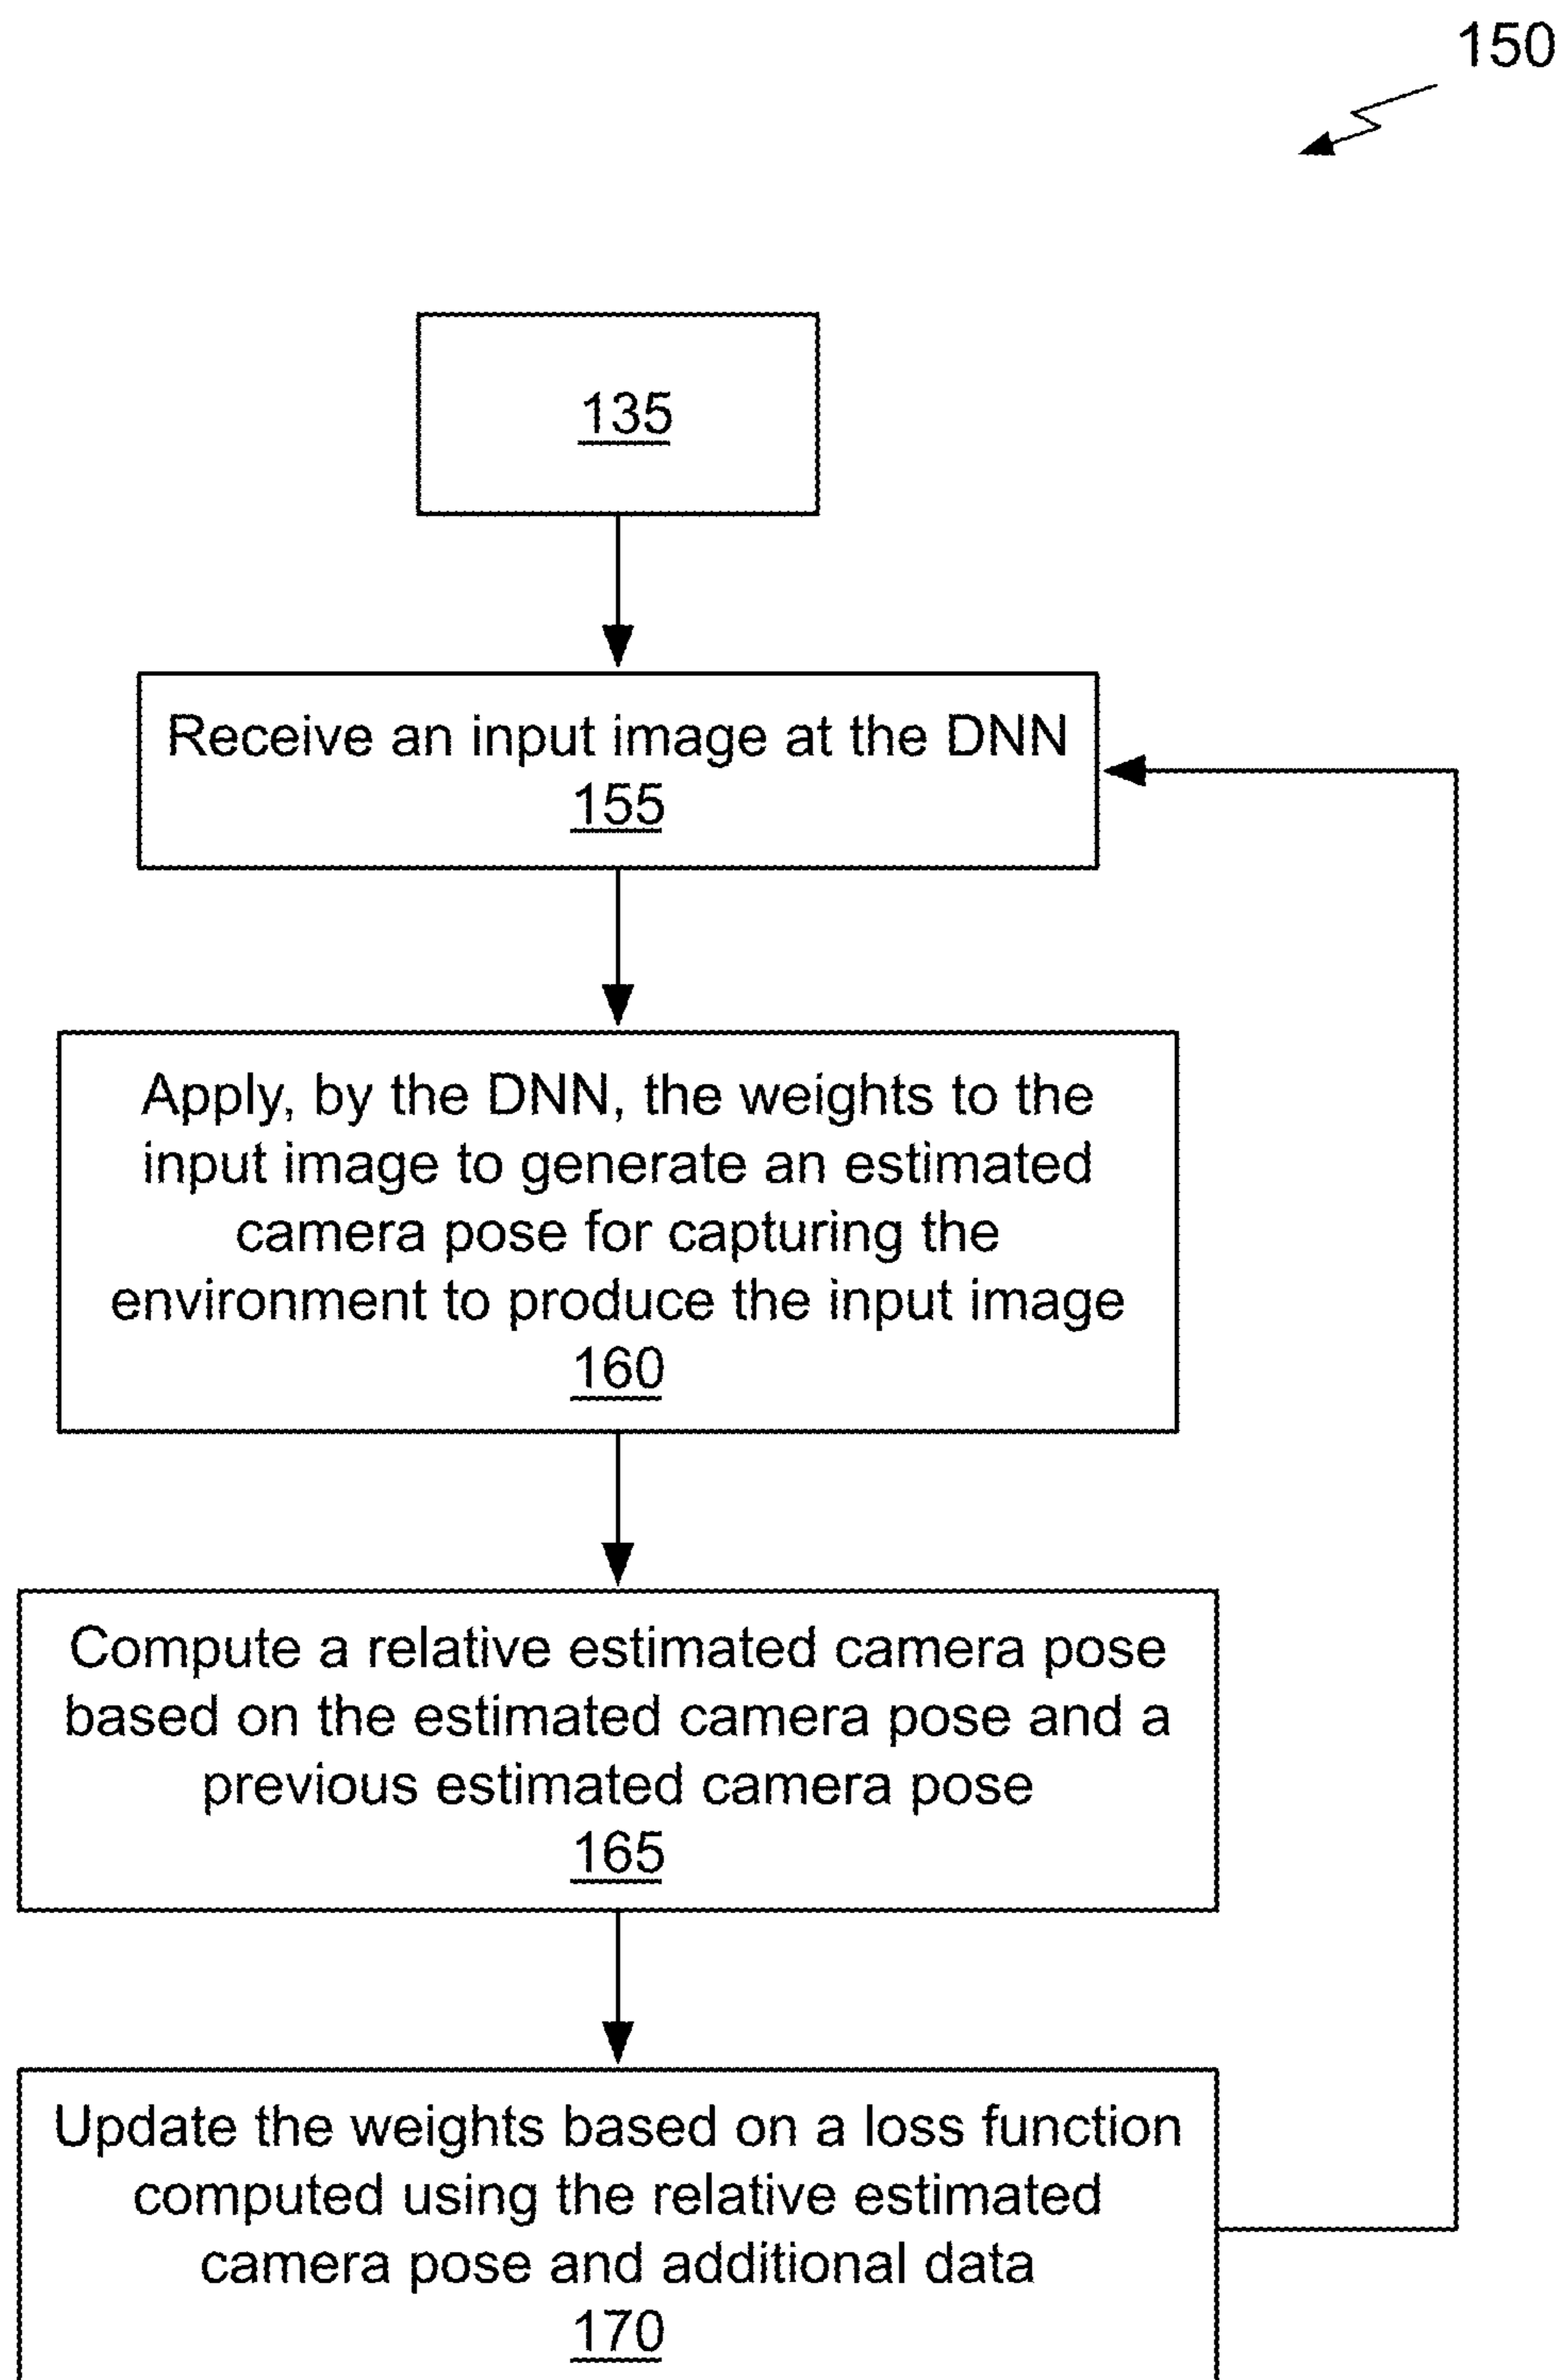 150
135
Receive an input image at the DNN
155
Apply, by the DNN, the weights to the
input image to generate an estimated
camera pose for capturing the
environment to produce the input image
160
Compute a relative estimated camera pose
based on the estimated camera pose and a
previous estimated camera pose
165
Update the weights based on a loss function
computed using the relative estimated
camera pose and additional data
170